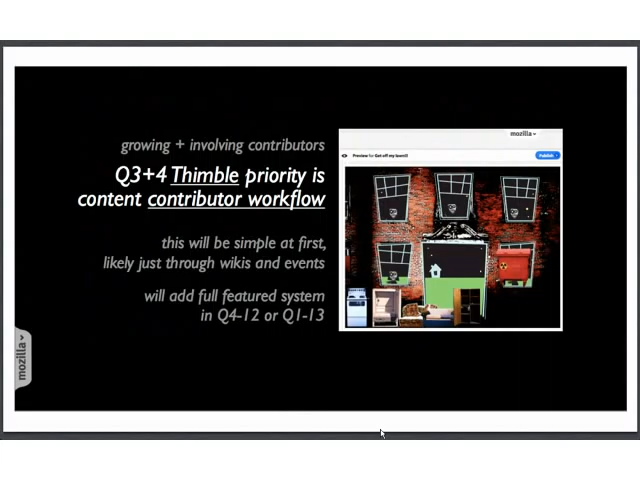 growing + involving contributors
Q3+4 Thimble priority is
content contributor workflow
this will be simple at first,
likely just through wikis and events
will add full featured system
in Q4-12 or Q1-13
mozilla
Preview for Get off my lawn!!
Publish
mozilla